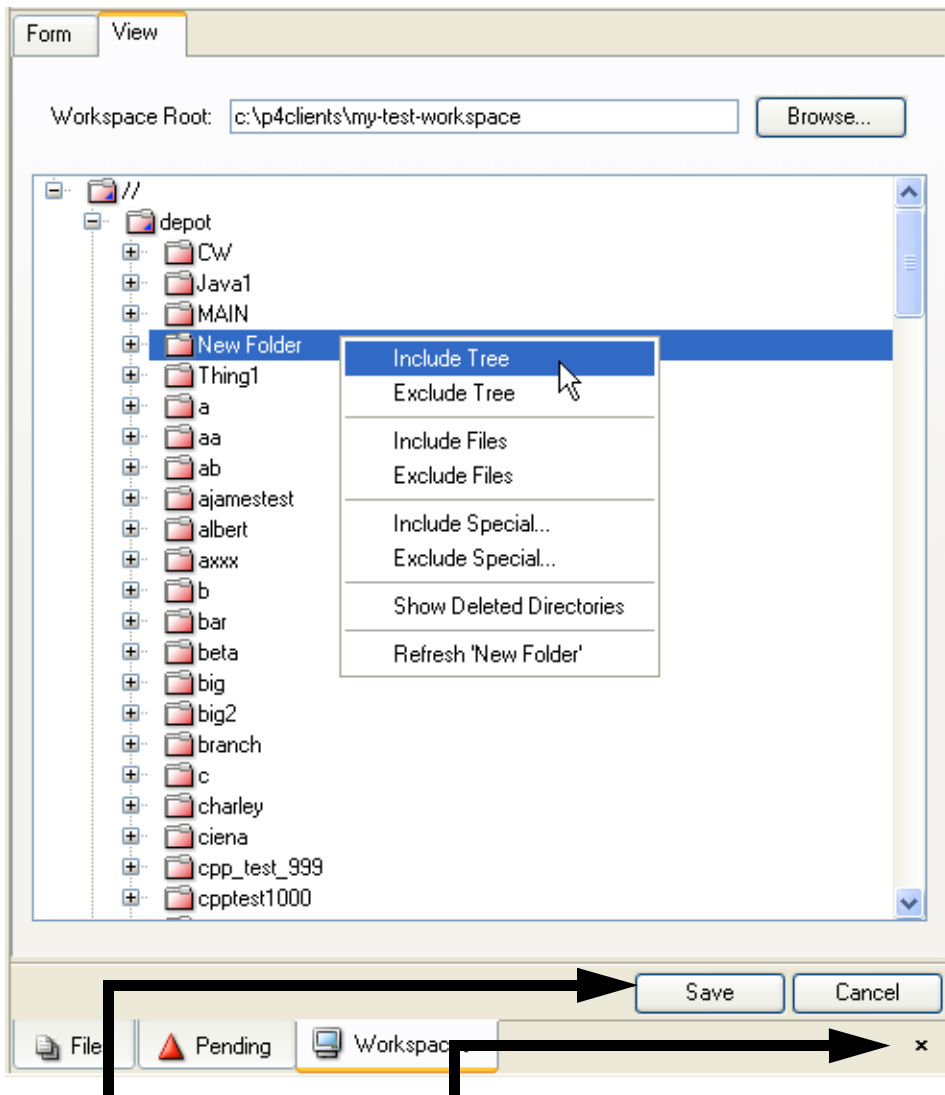 Form View
Workspace Root: c:\p4clients\my-test-workspace Browse...
//
depot
CW
Java1
MAIN
New Folder
Include Tree
Thing1
Exclude Tree
a
aa
Include Files
ab
Exclude Files
ajamestest
albert
Include Special...
axxx
Exclude Special...
b
bar
Show Deleted Directories
beta
Refresh 'New Folder'
big
big2
branch
c
charley
ciena
cpp_test_999
cpptest1000
Save Cancel
Pending